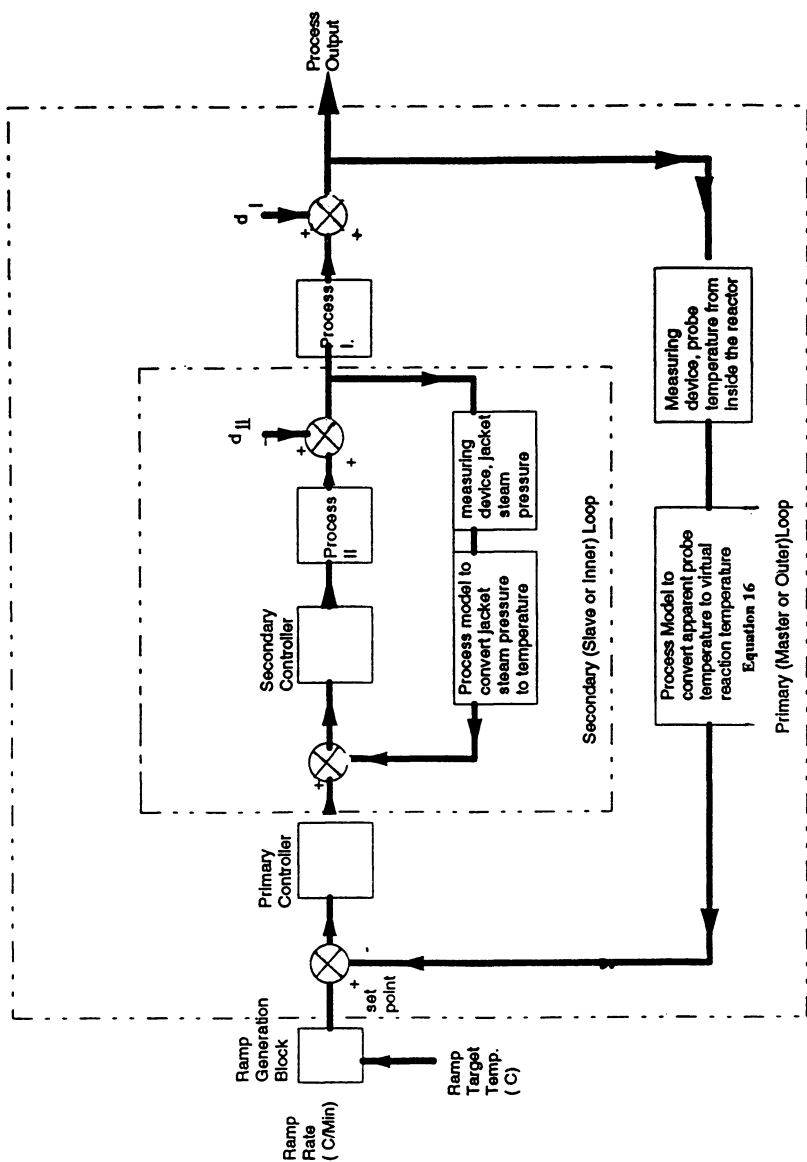 Ramp
Rate
( C/Min)
Ramp
Generation
Block
Ramp
Target
Temp.
( C)
+
set
point
-
Primary
Controller
+
Secondary
Controller
Process
II
d II
+
+
Process
I.
d I
+
+
Process
Output
measuring
device, jacket
steam
pressure
Process model to
convert jacket
steam pressure
to temperature
Secondary (Slave or Inner) Loop
Measuring
device, probe
temperature from
inside the reactor
Process Model to
convert apparent probe
temperature to virtual
reaction temperature
Equation 16
Primary (Master or Outer)Loop